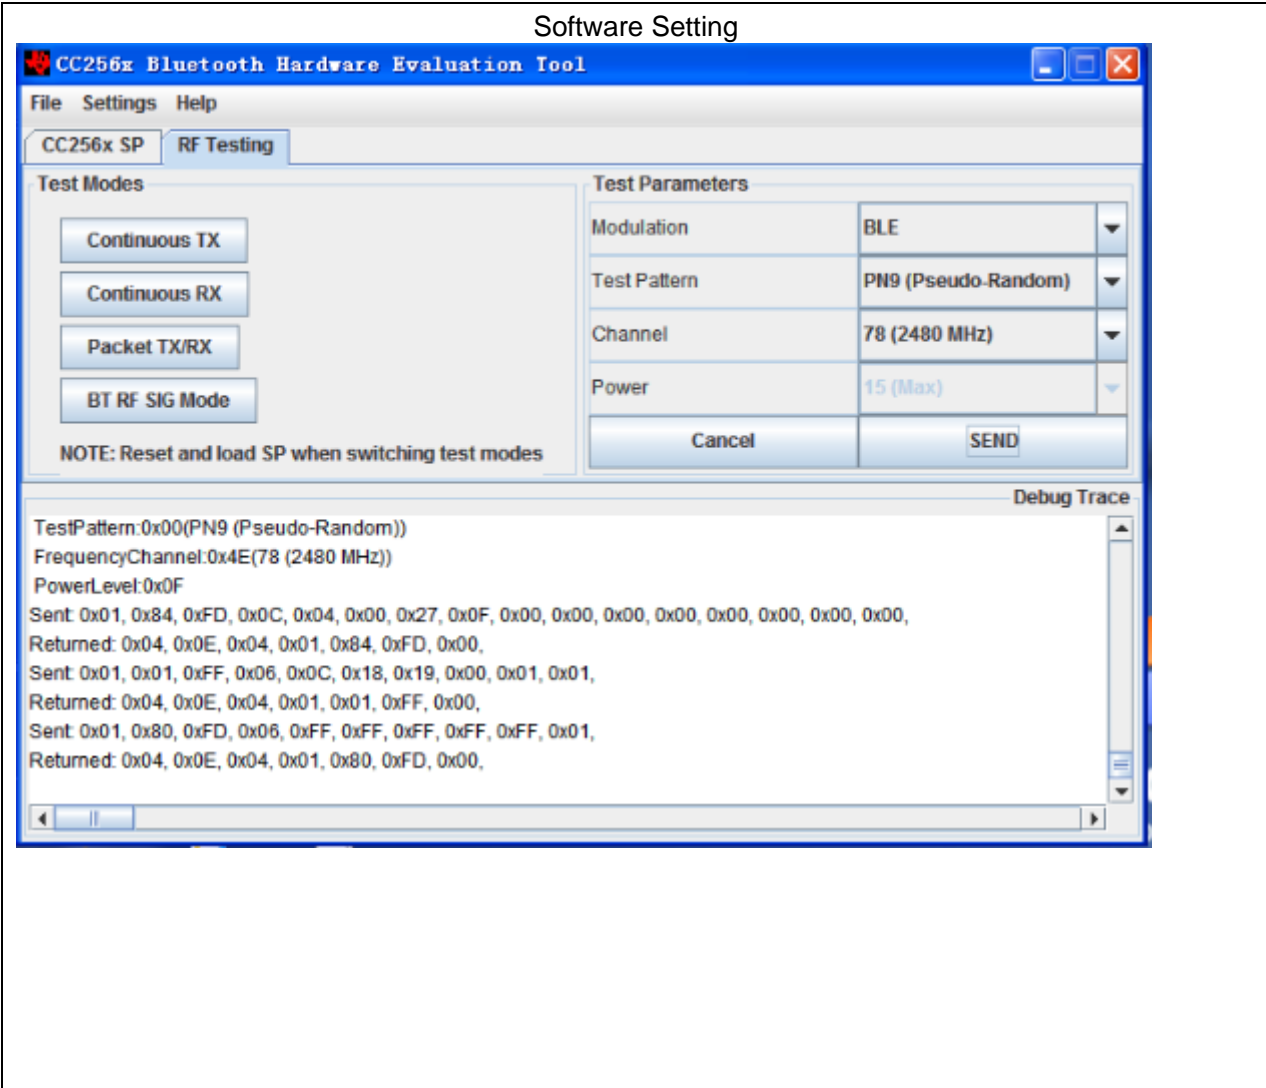 Software Setting
CC256x Bluetooth Hardware Evaluation Tool
File Settings Help
CC256x SP RF Testing
Test Modes
Continuous TX
Continuous RX
Packet TX/RX
BT RF SIG Mode
NOTE: Reset and load SP when switching test modes
Test Parameters
Modulation BLE
Test Pattern PN9 (Pseudo-Random)
Channel 78 (2480 MHz)
Power 15 (Max)
Cancel SEND
Debug Trace
TestPattern:0x00(PN9 (Pseudo-Random))
FrequencyChannel:0x4E(78 (2480 MHz))
PowerLevel:0x0F
Sent: 0x01, 0x84, 0xFD, 0x0C, 0x04, 0x00, 0x27, 0x0F, 0x00, 0x00, 0x00, 0x00, 0x00, 0x00, 0x00, 0x00,
Returned: 0x04, 0x0E, 0x04, 0x01, 0x84, 0xFD, 0x00,
Sent: 0x01, 0x01, 0xFF, 0x06, 0x0C, 0x18, 0x19, 0x00, 0x01, 0x01,
Returned: 0x04, 0x0E, 0x04, 0x01, 0x01, 0xFF, 0x00,
Sent: 0x01, 0x80, 0xFD, 0x06, 0xFF, 0xFF, 0xFF, 0xFF, 0xFF, 0x01,
Returned: 0x04, 0x0E, 0x04, 0x01, 0x80, 0xFD, 0x00,